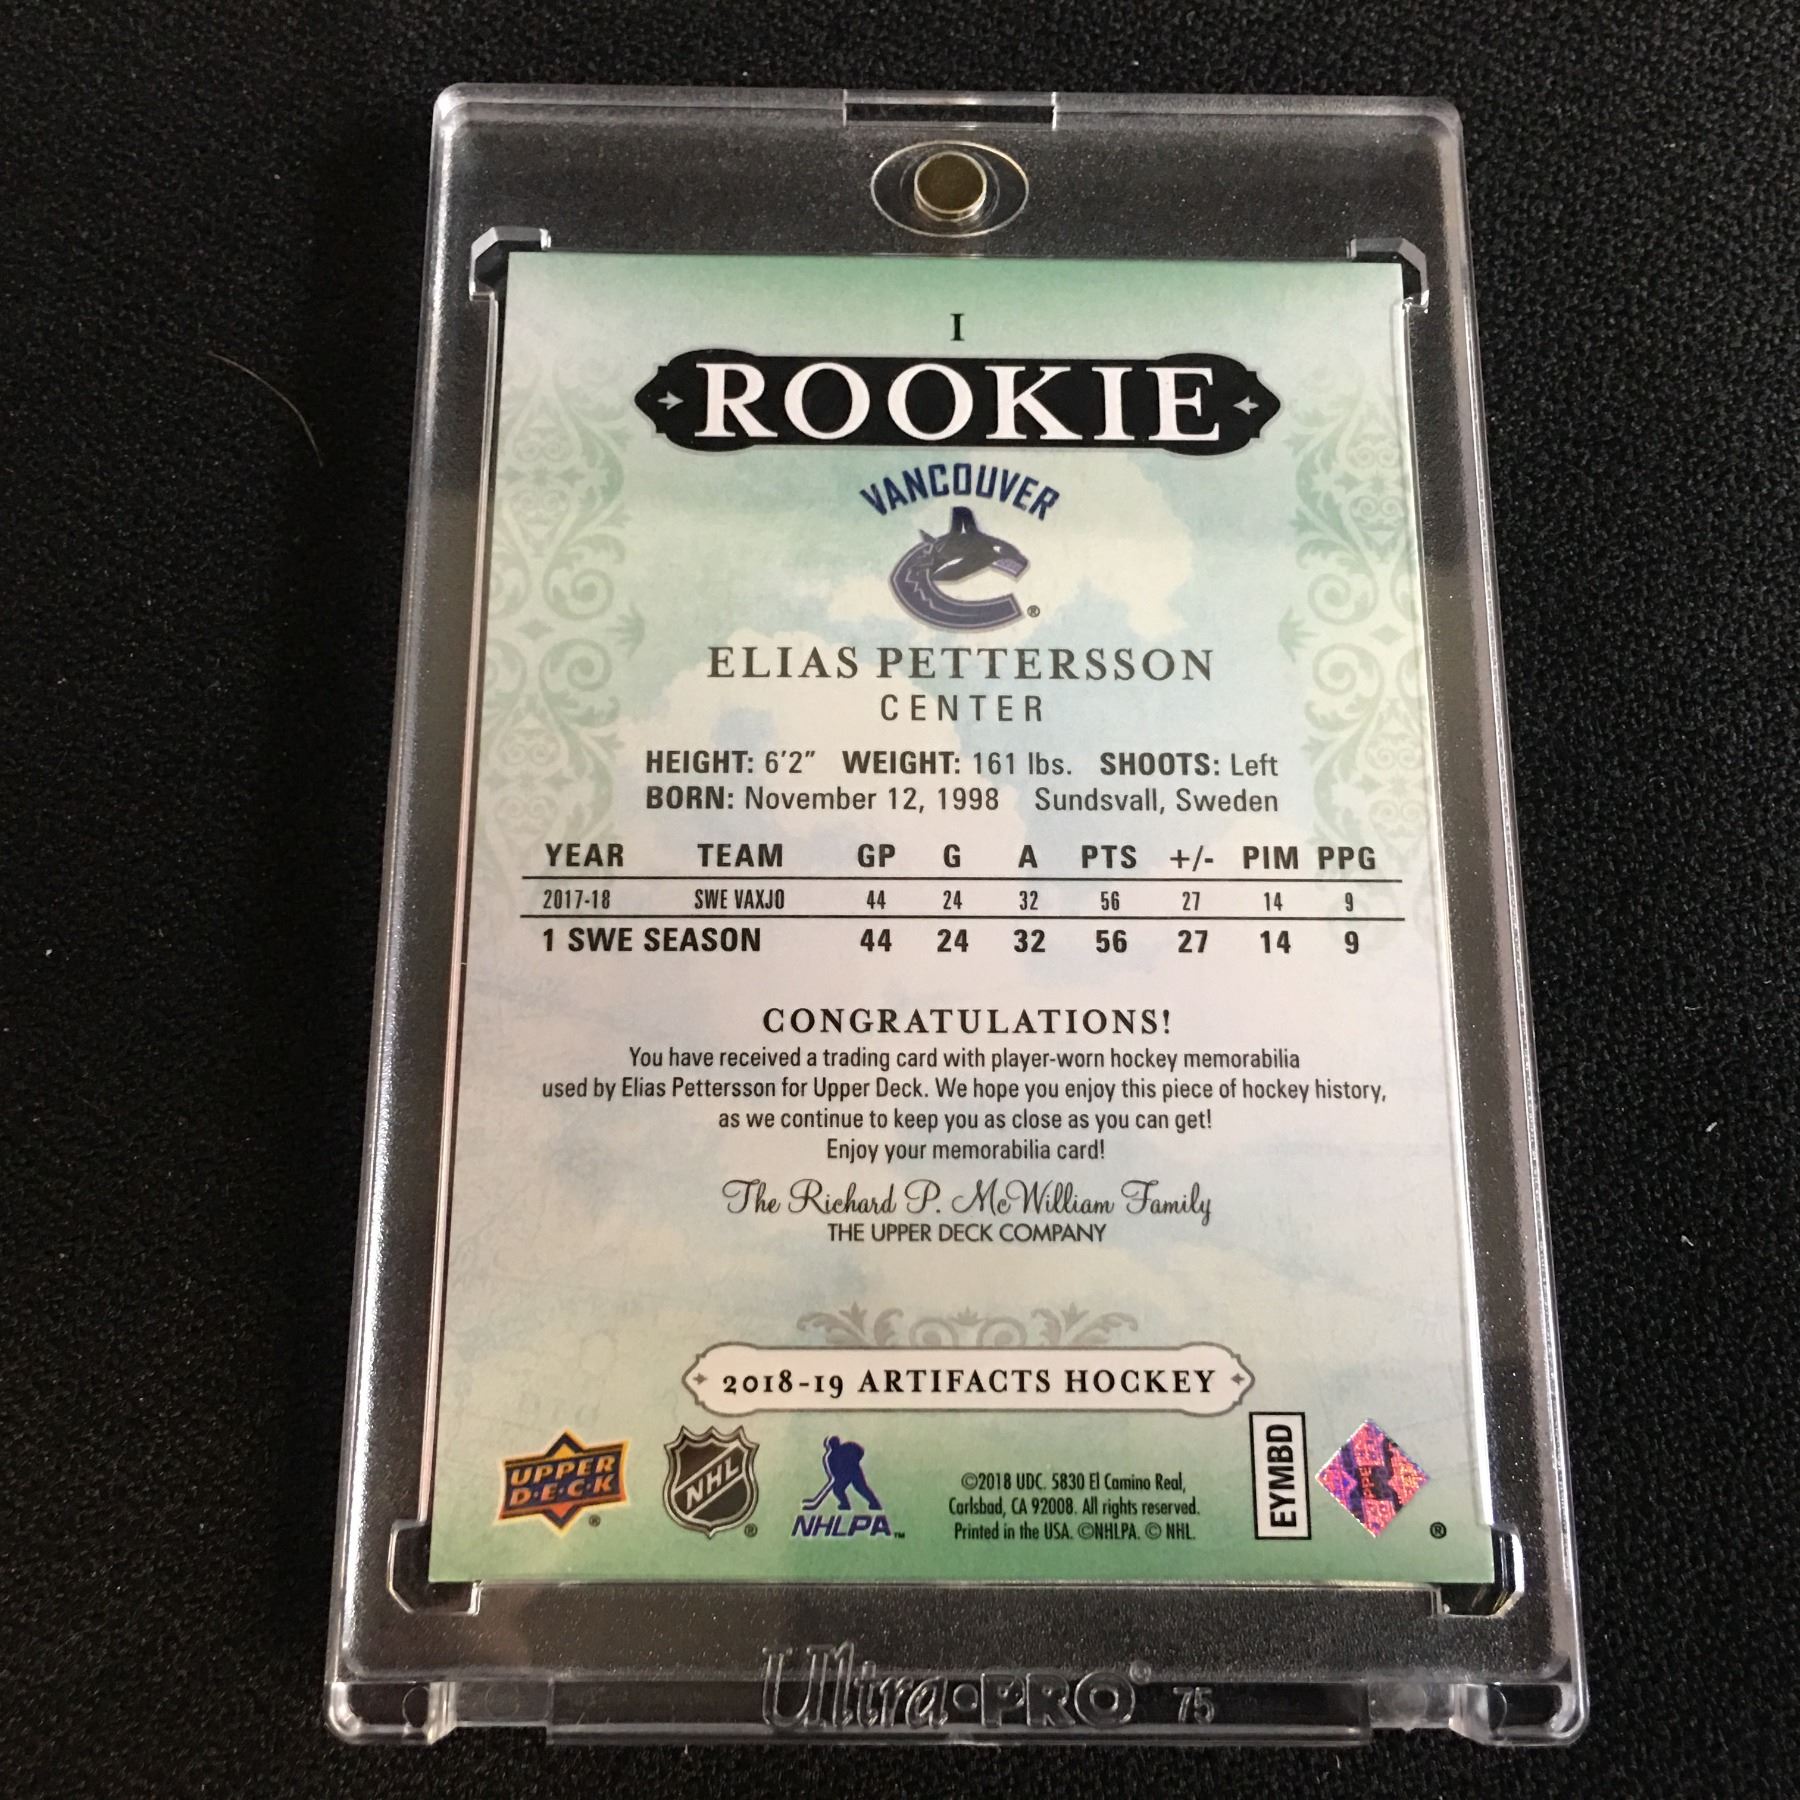 I
ROOKIE
VANCOUVER
®
ELIAS PETTERSSON
CENTER
HEIGHT: 6'2" WEIGHT: 161 lbs. SHOOTS: Left
BORN: November 12, 1998 Sundsvall, Sweden
YEAR TEAM GP G A PTS +/- PIM PPG
2017-18 SWE VAXJO 44 24 32 56 27 14 9
1 SWE SEASON 44 24 32 56 27 14 9
CONGRATULATIONS!
You have received a trading card with player-worn hockey memorabilia
used by Elias Pettersson for Upper Deck. We hope you enjoy this piece of hockey history,
as we continue to keep you as close as you can get!
Enjoy your memorabilia card!
The Richard P. McWilliam Family
THE UPPER DECK COMPANY
2018-19 ARTIFACTS HOCKEY
UPPER
D·E·C·K
®
NHL
®
NHLPA™
©2018 UDC. 5830 El Camino Real,
Carlsbad, CA 92008. All rights reserved.
Printed in the USA. ©NHLPA. © NHL.
EYMBD
®
Ultra·PRO® 75